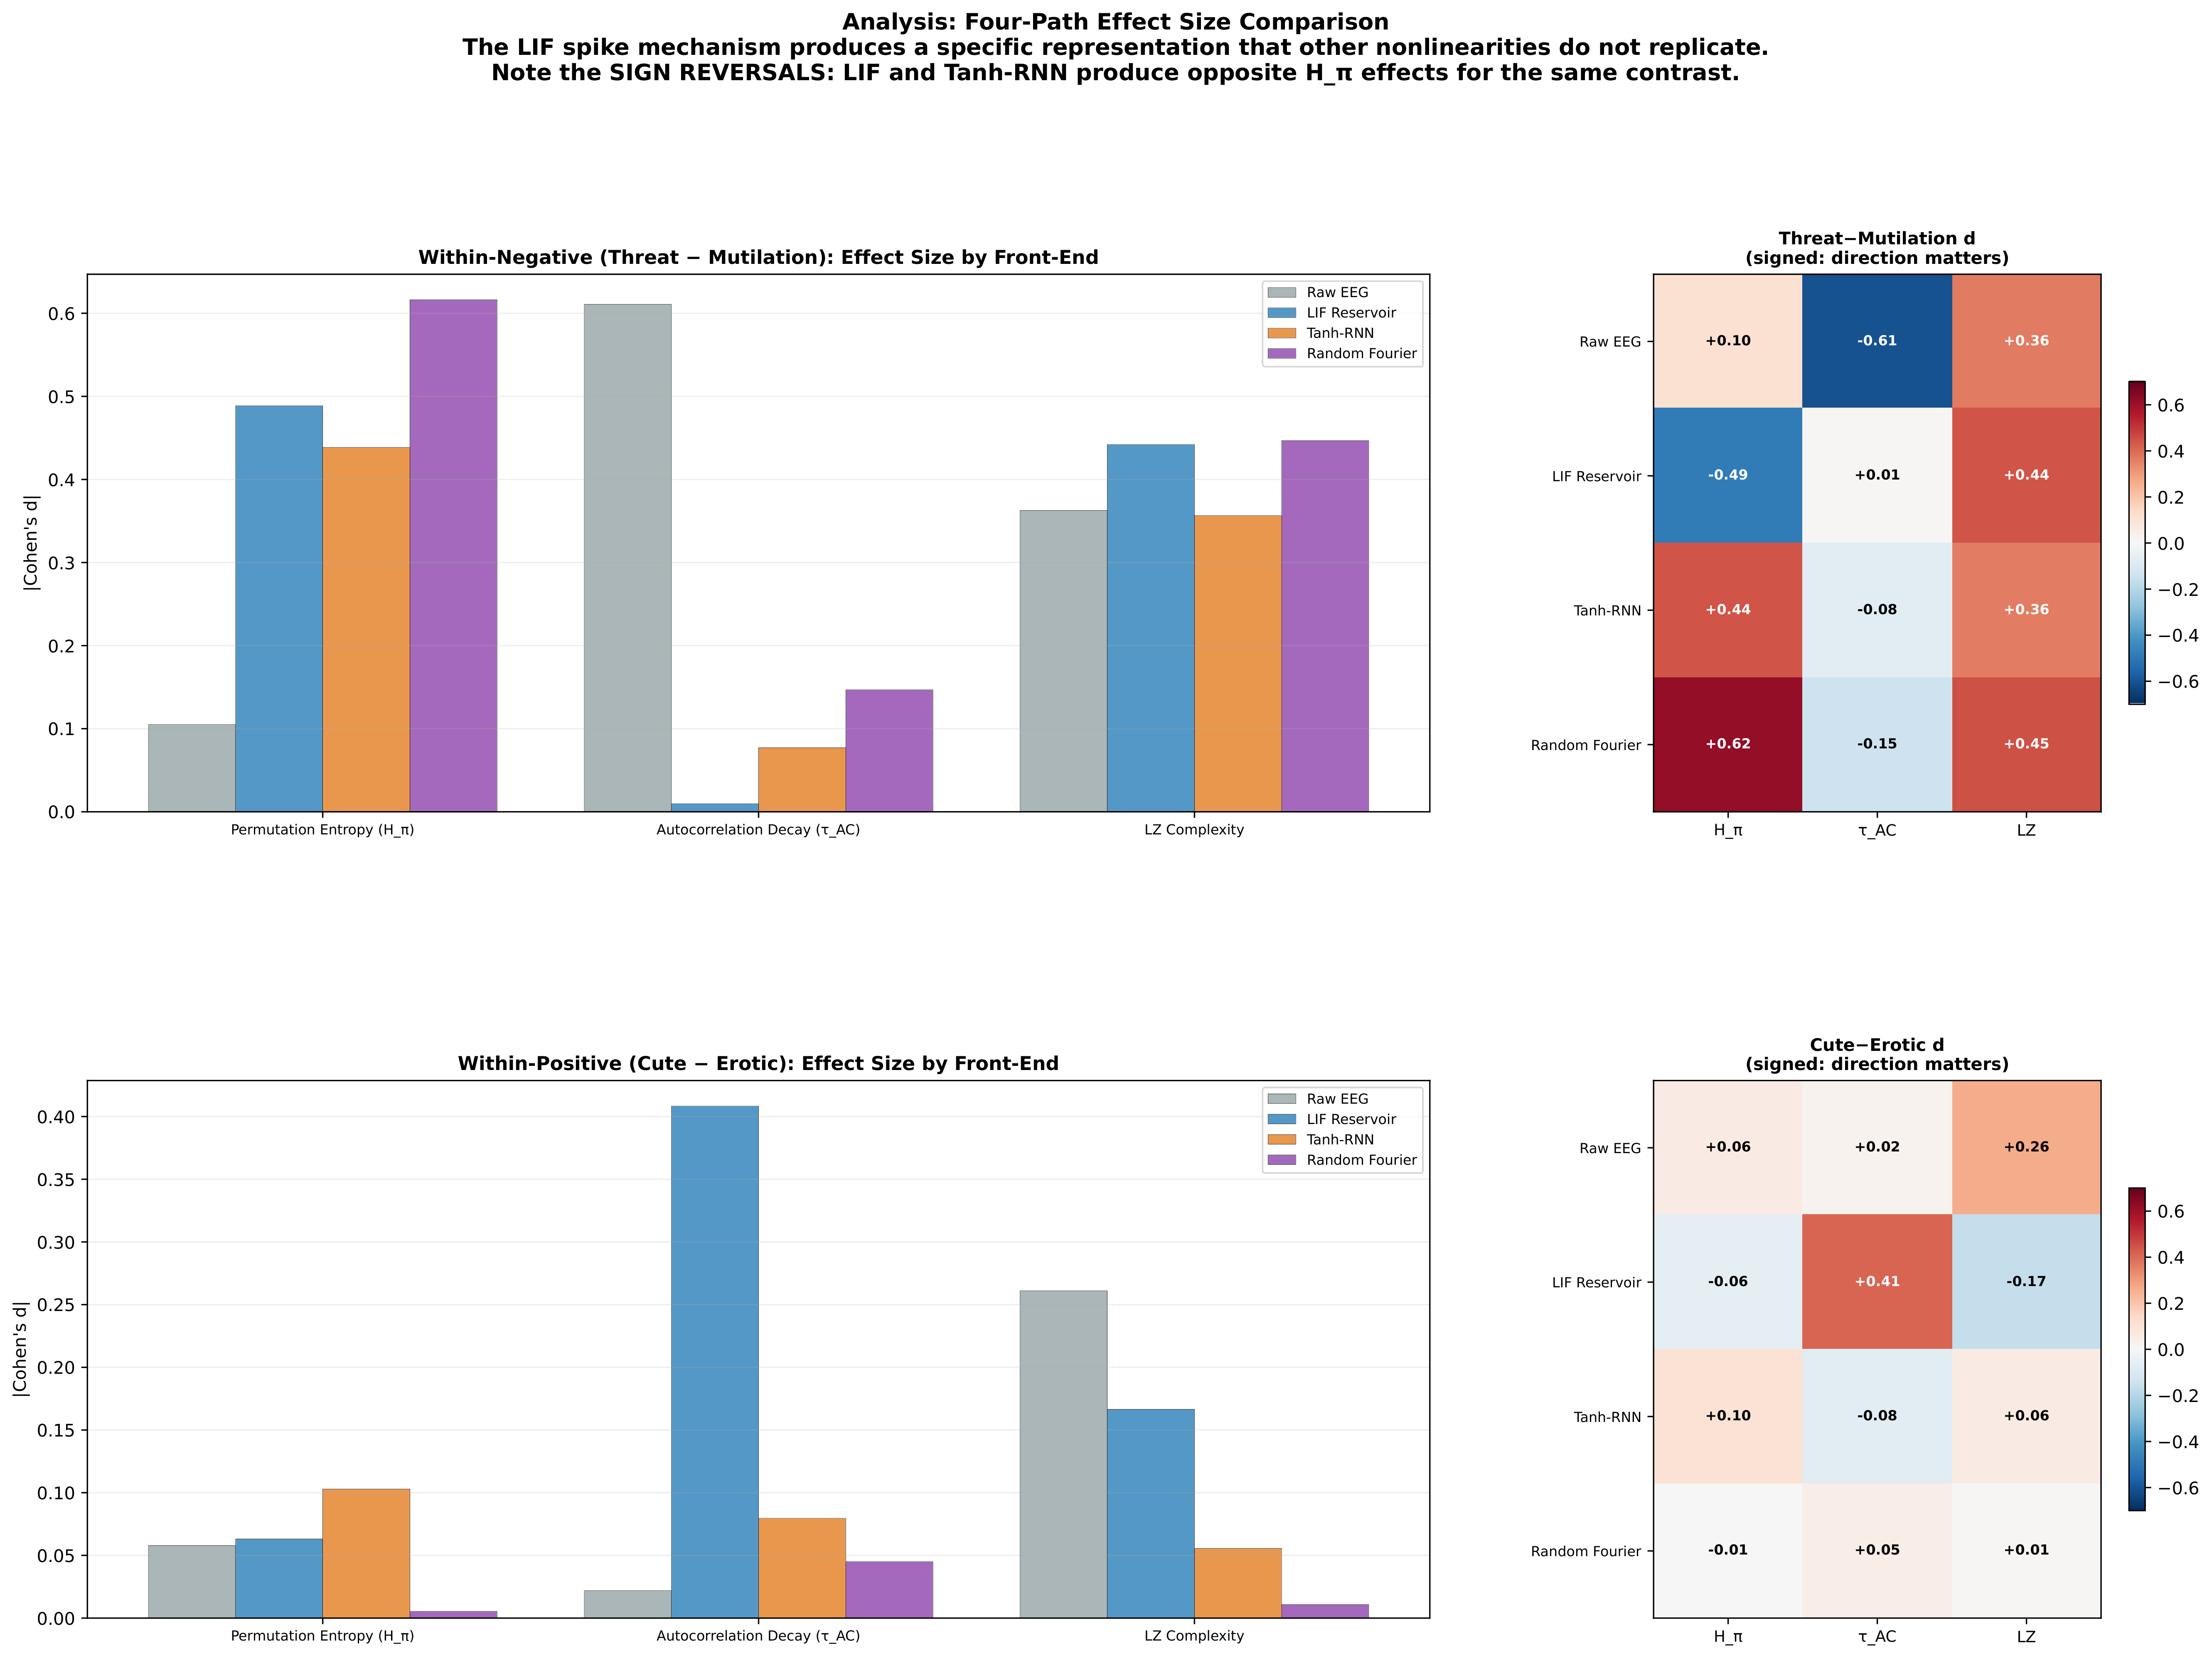 Analysis: Four-Path Effect Size Comparison
The LIF spike mechanism produces a specific representation that other nonlinearities do not replicate.
Note the SIGN REVERSALS: LIF and Tanh-RNN produce opposite H_π effects for the same contrast.
Within-Negative (Threat − Mutilation): Effect Size by Front-End
|Cohen's d|
0.6
0.5
0.4
0.3
0.2
0.1
0.0
Raw EEG
LIF Reservoir
Tanh-RNN
Random Fourier
Permutation Entropy (H_π)
Autocorrelation Decay (τ_AC)
LZ Complexity
Threat−Mutilation d
(signed: direction matters)
Raw EEG
+0.10
-0.61
+0.36
LIF Reservoir
-0.49
+0.01
+0.44
Tanh-RNN
+0.44
-0.08
+0.36
Random Fourier
+0.62
-0.15
+0.45
H_π
τ_AC
LZ
0.6
0.4
0.2
0.0
−0.2
−0.4
−0.6
Within-Positive (Cute − Erotic): Effect Size by Front-End
|Cohen's d|
0.40
0.35
0.30
0.25
0.20
0.15
0.10
0.05
0.00
Raw EEG
LIF Reservoir
Tanh-RNN
Random Fourier
Permutation Entropy (H_π)
Autocorrelation Decay (τ_AC)
LZ Complexity
Cute−Erotic d
(signed: direction matters)
Raw EEG
+0.06
+0.02
+0.26
LIF Reservoir
-0.06
+0.41
-0.17
Tanh-RNN
+0.10
-0.08
+0.06
Random Fourier
-0.01
+0.05
+0.01
H_π
τ_AC
LZ
0.6
0.4
0.2
0.0
−0.2
−0.4
−0.6